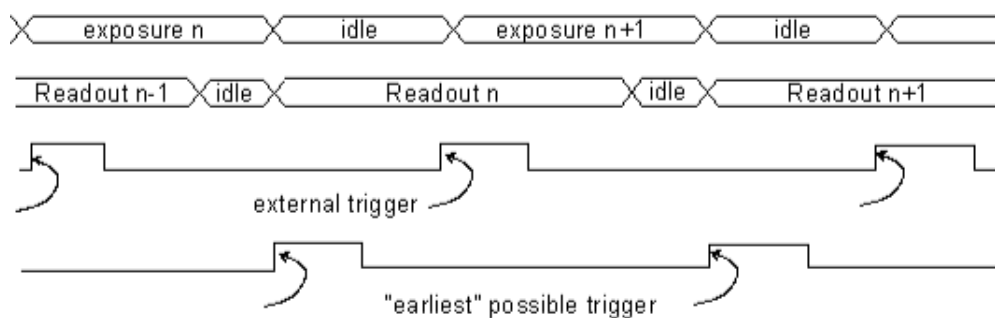 exposure n idle exposure n+1 idle
Readout n-1 idle Readout n idle Readout n+1
external trigger
"earliest" possible trigger